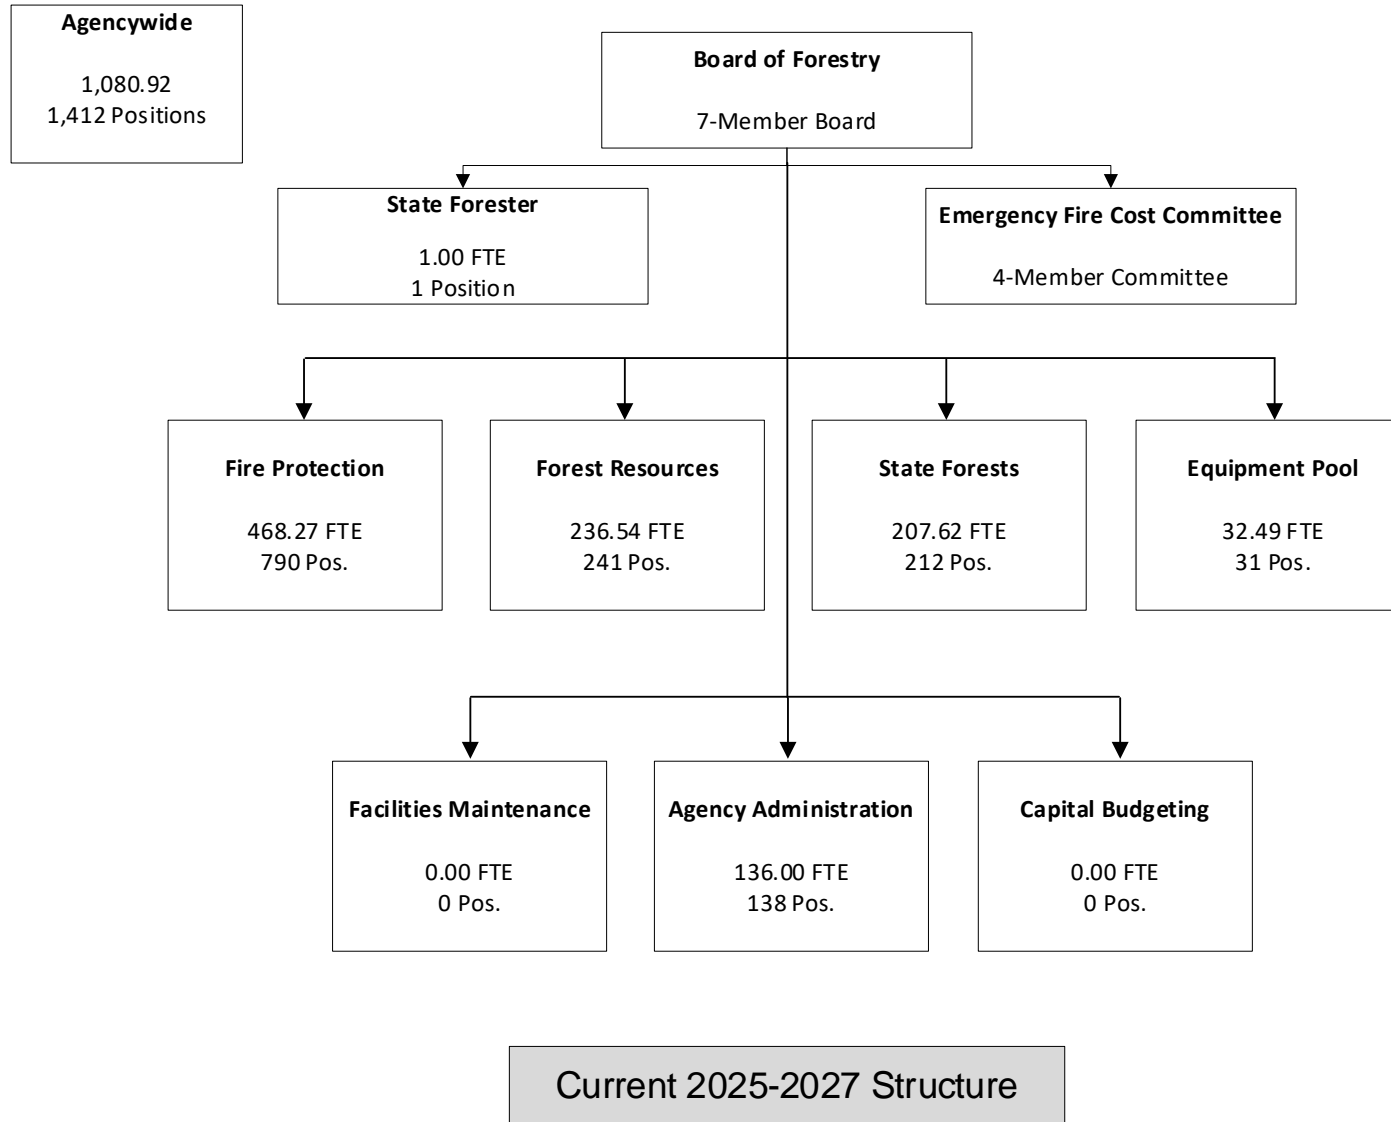 Agencywide
1,080.92
1,412 Positions
Board of Forestry
7-Member Board
State Forester
1.00 FTE
1 Position
Emergency Fire Cost Committee
4-Member Committee
Fire Protection
468.27 FTE
790 Pos.
Forest Resources
236.54 FTE
241 Pos.
State Forests
207.62 FTE
212 Pos.
Equipment Pool
32.49 FTE
31 Pos.
Facilities Maintenance
0.00 FTE
0 Pos.
Agency Administration
136.00 FTE
138 Pos.
Capital Budgeting
0.00 FTE
0 Pos.
Current 2025-2027 Structure